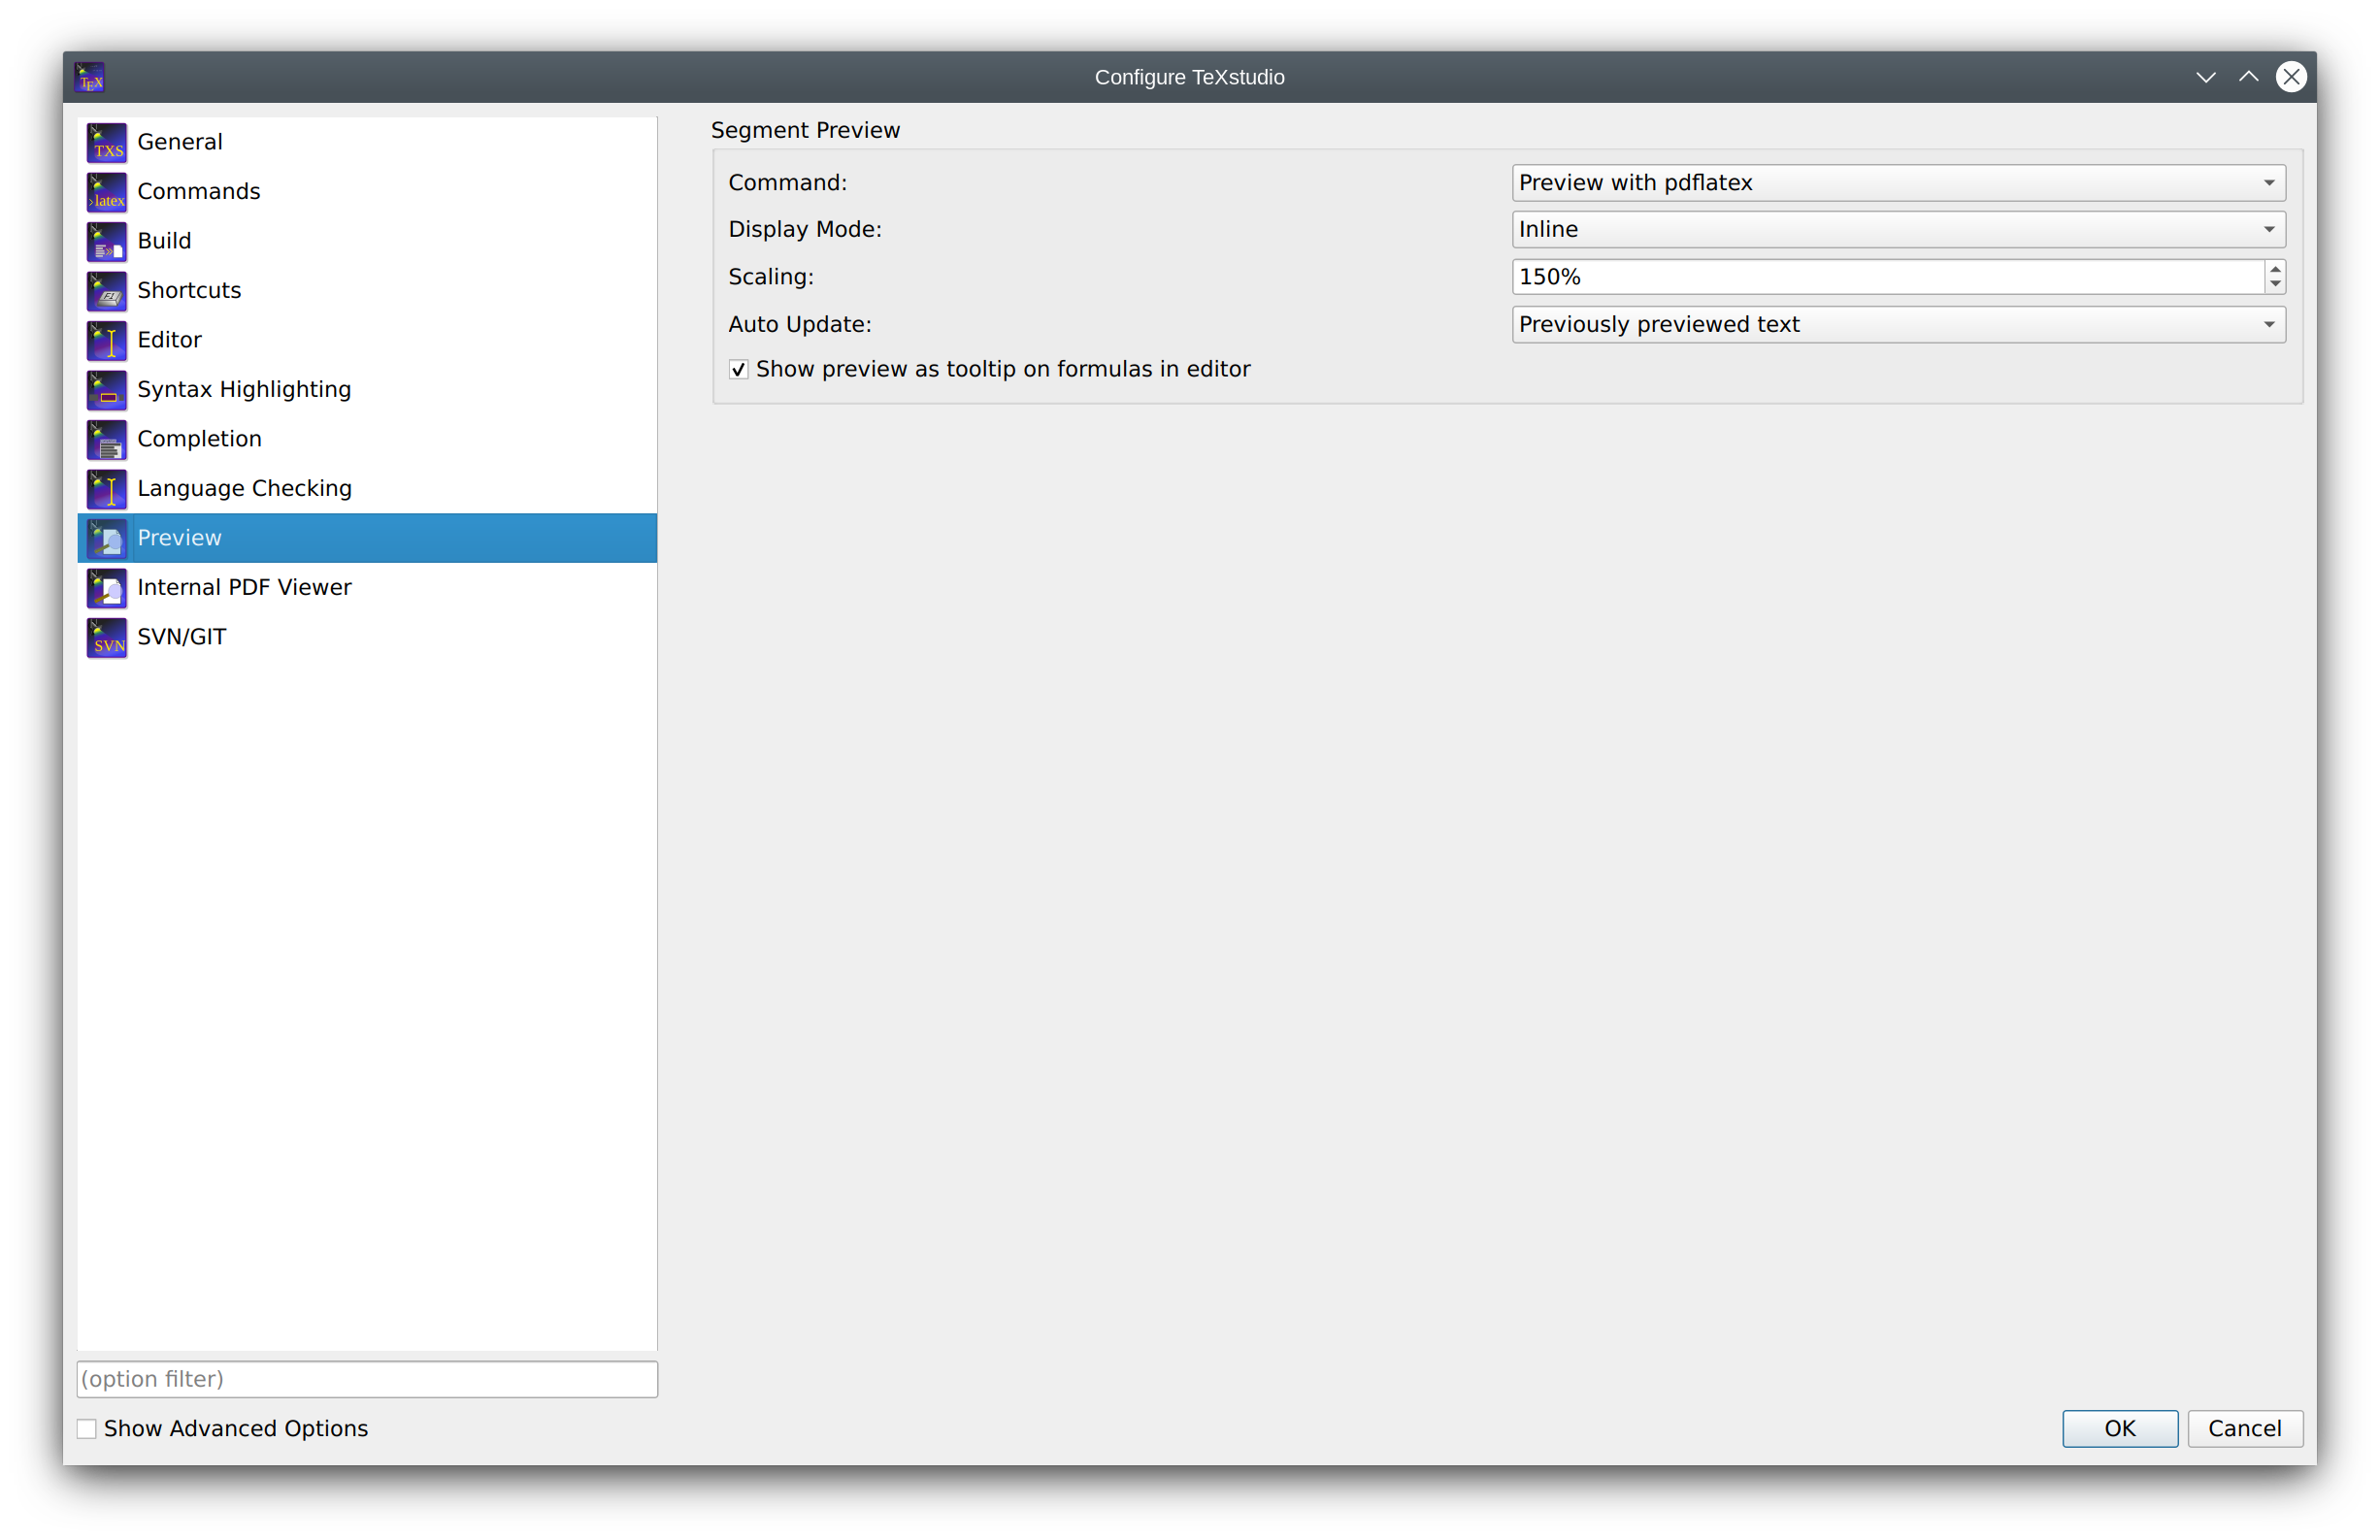 Configure TeXstudio
General
Commands
Build
Shortcuts
Editor
Syntax Highlighting
Completion
Language Checking
Preview
Internal PDF Viewer
SVN/GIT
(option filter)
Show Advanced Options
Segment Preview
Command: Preview with pdflatex
Display Mode: Inline
Scaling: 150%
Auto Update: Previously previewed text
Show preview as tooltip on formulas in editor
OK Cancel
TEX
TXS
>latex
F1
SVN